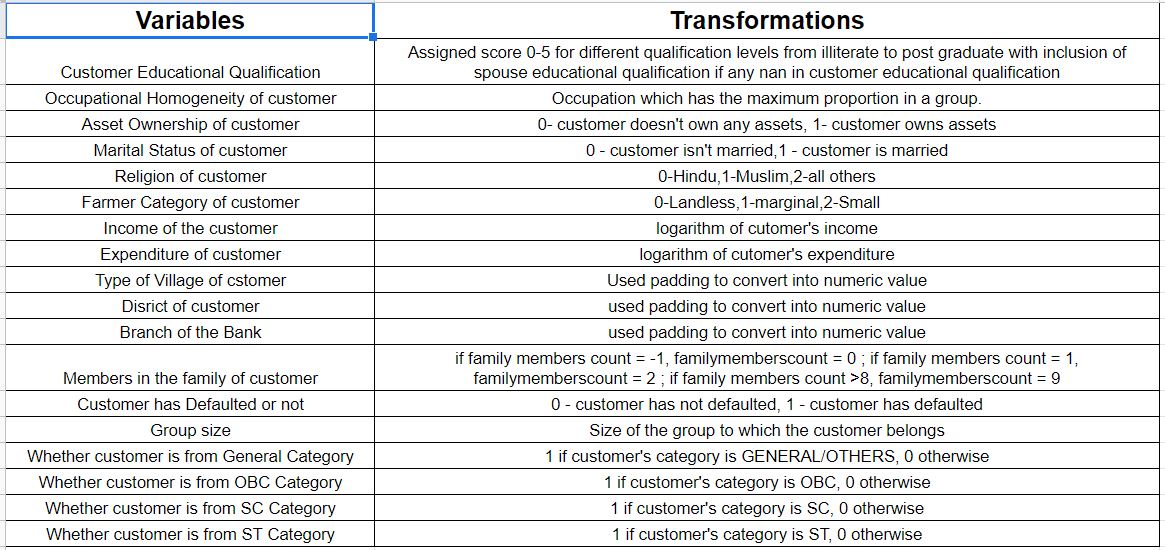 Variables Transformations
Assigned score 0-5 for different qualification levels from illiterate to post graduate with inclusion of
Customer Educational Qualification spouse educational qualification if any nan in customer educational qualification
Occupational Homogeneity of customer Occupation which has the maximum proportion in a group.
Asset Ownership of customer 0- customer doesn't own any assets, 1- customer owns assets
Marital Status of customer 0 - customer isn't married,1 - customer is married
Religion of customer 0-Hindu,1-Muslim,2-all others
Farmer Category of customer 0-Landless,1-marginal,2-Small
Income of the customer logarithm of cutomer's income
Expenditure of customer logarithm of cutomer's expenditure
Type of Village of cstomer Used padding to convert into numeric value
Disrict of customer used padding to convert into numeric value
Branch of the Bank used padding to convert into numeric value
if family members count = -1, familymemberscount = 0 ; if family members count = 1,
Members in the family of customer familymemberscount = 2 ; if family members count >8, familymemberscount = 9
Customer has Defaulted or not 0 - customer has not defaulted, 1 - customer has defaulted
Group size Size of the group to which the customer belongs
Whether customer is from General Category 1 if customer's category is GENERAL/OTHERS, 0 otherwise
Whether customer is from OBC Category 1 if customer's category is OBC, 0 otherwise
Whether customer is from SC Category 1 if customer's category is SC, 0 otherwise
Whether customer is from ST Category 1 if customer's category is ST, 0 otherwise